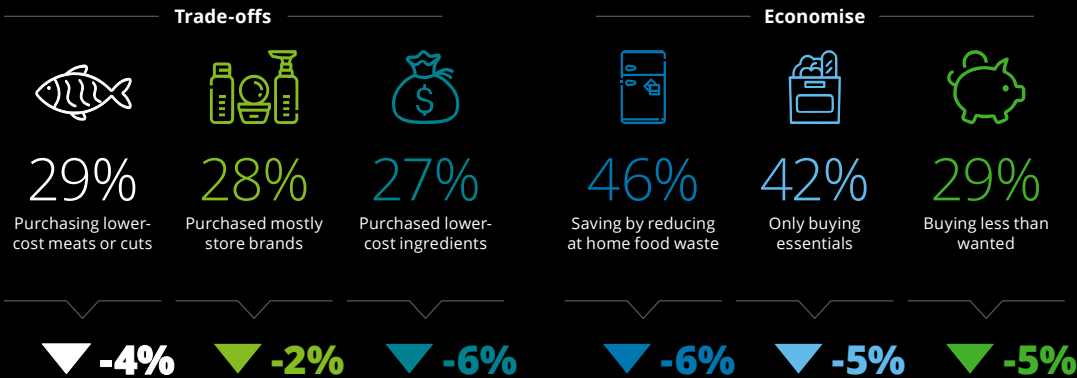 Trade-offs
29%
Purchasing lower-
cost meats or cuts
-4%
28%
Purchased mostly
store brands
-2%
$
27%
Purchased lower-
cost ingredients
-6%
Economise
46%
Saving by reducing
at home food waste
-6%
42%
Only buying
essentials
-5%
29%
Buying less than
wanted
-5%